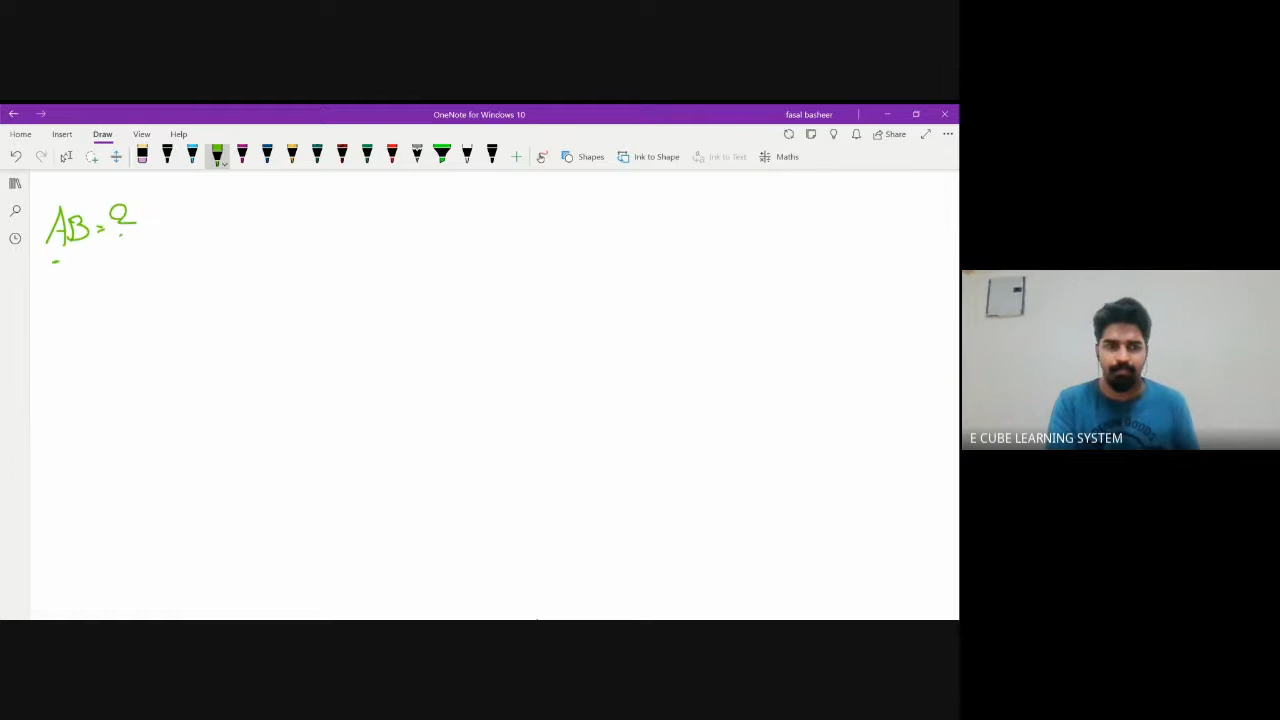 OneNote for Windows 10
fasal basheer
Home Insert Draw View Help
Share
Shapes Ink to Shape Ink to Text Maths
AB = ?
E CUBE LEARNING SYSTEM